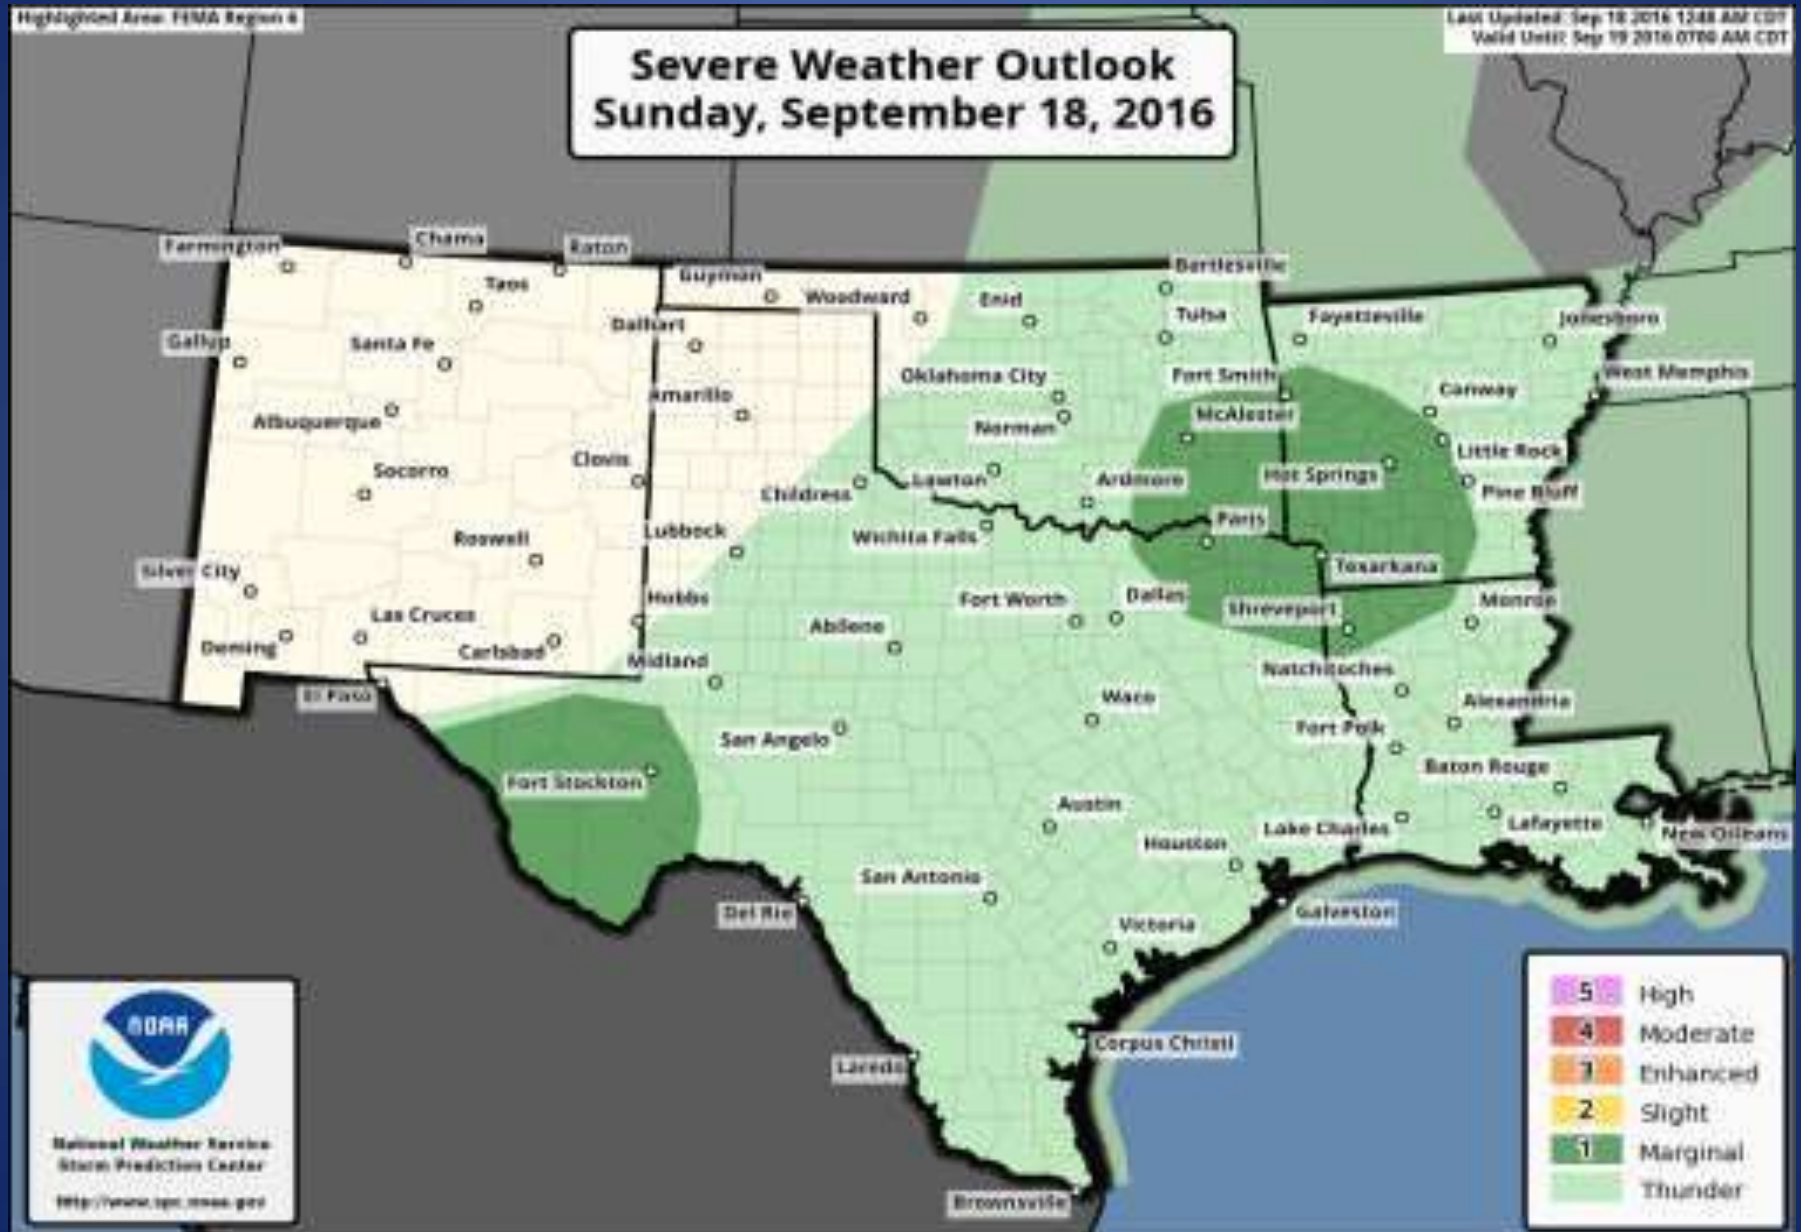 Highlighted Area: FEMA Region 6
Last Updated: Sep 18 2016 1248 AM CDT
Valid Until: Sep 19 2016 0700 AM CDT
Severe Weather Outlook
Sunday, September 18, 2016
Farmington
Chama
Raton
Taos
Guymon
Woodward
Enid
Bartlesville
Tulsa
Fayetteville
Jonesboro
Gallup
Santa Fe
Dalhart
Oklahoma City
Fort Smith
West Memphis
Albuquerque
Amarillo
Norman
McAlester
Conway
Socorro
Clovis
Childress
Lawton
Ardmore
Hot Springs
Little Rock
Pine Bluff
Roswell
Lubbock
Wichita Falls
Paris
Texarkana
Silver City
Las Cruces
Hobbs
Abilene
Fort Worth
Dallas
Shreveport
Monroe
Deming
Carlsbad
Midland
Natchitoches
El Paso
San Angelo
Waco
Fort Polk
Alexandria
Fort Stockton
Austin
Houston
Lake Charles
Baton Rouge
Lafayette
New Orleans
Del Rio
San Antonio
Victoria
Galveston
Laredo
Corpus Christi
Brownsville
NOAA
National Weather Service
Storm Prediction Center
http://www.spc.noaa.gov
5 High
4 Moderate
3 Enhanced
2 Slight
1 Marginal
Thunder